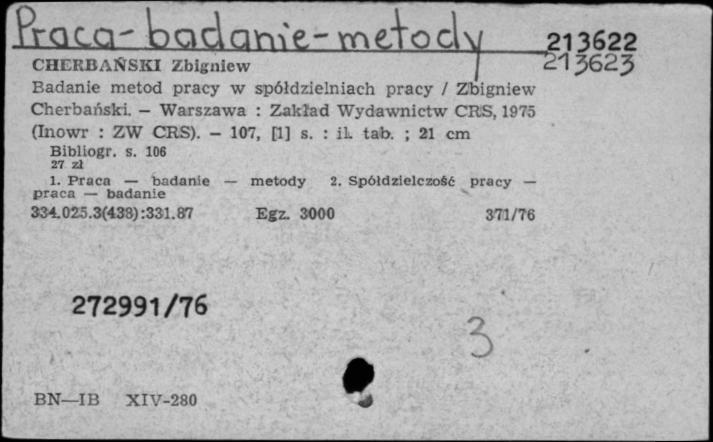 Praca-badanie-metody
213622
213623
CHERBAŃSKI Zbigniew
Badanie metod pracy w spółdzielniach pracy / Zbigniew
Cherbański. — Warszawa : Zakład Wydawnictw CRS, 1975
(Inowr : ZW CRS). — 107, [1] s. : il. tab. ; 21 cm
Bibliogr. s. 106
27 zł
1. Praca — badanie — metody 2. Spółdzielczość pracy —
praca — badanie
334.025.3(438):331.87 Egz. 3000 371/76
272991/76
3
BN—IB XIV-280